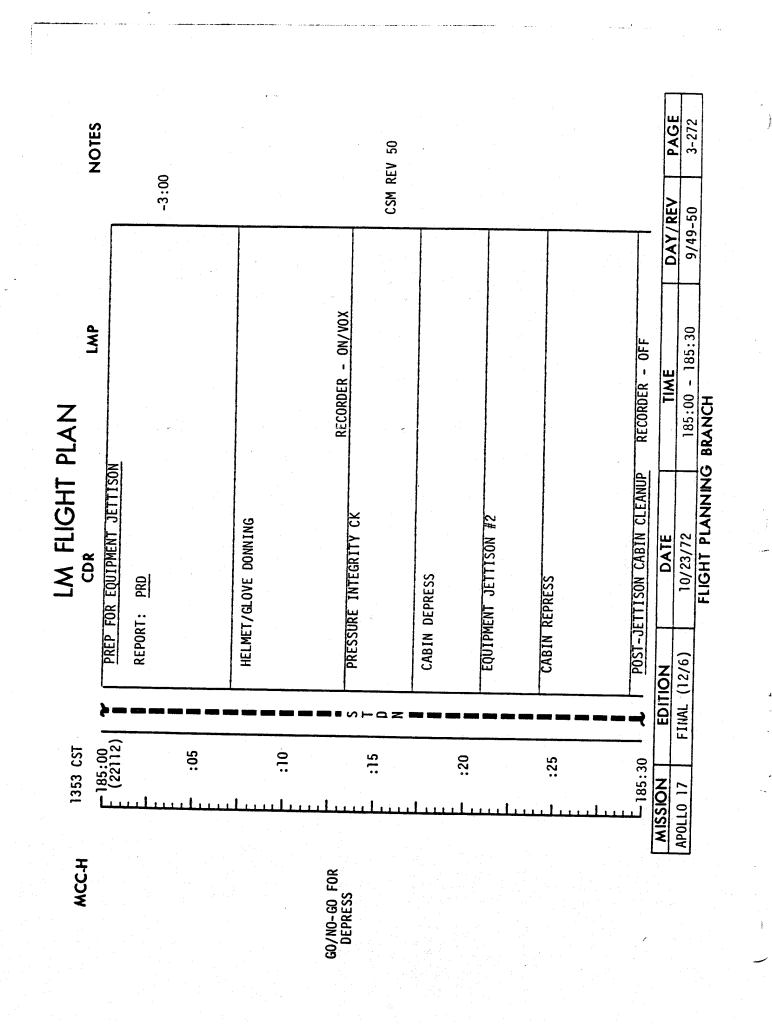 LM FLIGHT PLAN
MCC-H
1353 CST
CDR
LMP
NOTES
185:00
(22112)
PREP FOR EQUIPMENT JETTISON
REPORT: PRD
-3:00
:05
HELMET/GLOVE DONNING
:10
RECORDER - ON/VOX
GO/NO-GO FOR
DEPRESS
:15
STDN
PRESSURE INTEGRITY CK
CSM REV 50
CABIN DEPRESS
:20
EQUIPMENT JETTISON #2
:25
CABIN REPRESS
185:30
POST-JETTISON CABIN CLEANUP RECORDER - OFF
MISSION EDITION DATE TIME DAY/REV PAGE
APOLLO 17 FINAL (12/6) 10/23/72 185:00 - 185:30 9/49-50 3-272
FLIGHT PLANNING BRANCH